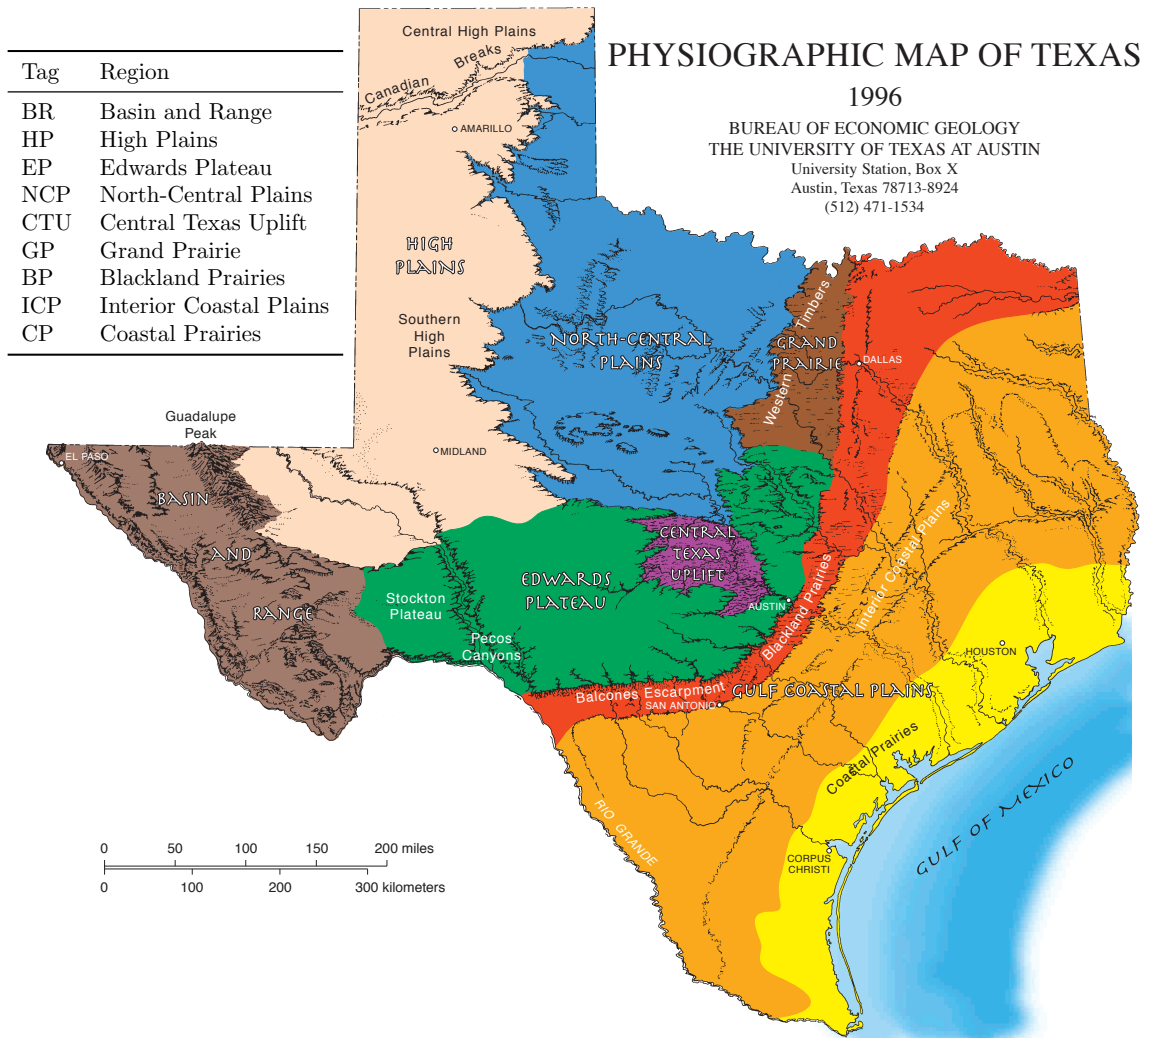 Tag Region
BR Basin and Range
HP High Plains
EP Edwards Plateau
NCP North-Central Plains
CTU Central Texas Uplift
GP Grand Prairie
BP Blackland Prairies
ICP Interior Coastal Plains
CP Coastal Prairies
PHYSIOGRAPHIC MAP OF TEXAS
1996
BUREAU OF ECONOMIC GEOLOGY
THE UNIVERSITY OF TEXAS AT AUSTIN
University Station, Box X
Austin, Texas 78713-8924
(512) 471-1534
Central High Plains
Canadian Breaks
AMARILLO
HIGH
PLAINS
Southern
High
Plains
MIDLAND
NORTH-CENTRAL
PLAINS
Western Timbers
GRAND
PRAIRIE
DALLAS
Guadalupe
Peak
EL PASO
BASIN
AND
RANGE
Stockton
Plateau
Pecos
Canyons
EDWARDS
PLATEAU
CENTRAL
TEXAS
UPLIFT
AUSTIN
Blackland Prairies
Interior Coastal Plains
Balcones Escarpment
SAN ANTONIO
GULF COASTAL PLAINS
HOUSTON
Coastal Prairies
CORPUS
CHRISTI
RIO GRANDE
GULF OF MEXICO
0 50 100 150 200 miles
0 100 200 300 kilometers